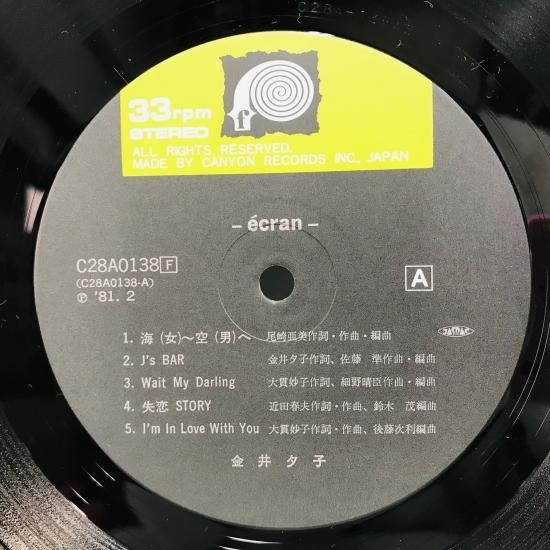 C28A
33rpm
STEREO
f
ALL RIGHTS RESERVED.
MADE BY CANYON RECORDS INC., JAPAN
– écran –
C28A0138 F
(C28A0138-A)
℗ '81. 2
A
1. 海 (女)〜空 (男)へ 尾崎亜美作詞・作曲・編曲
JASRAC
2. J's BAR 金井夕子作詞、佐藤 準作曲・編曲
3. Wait My Darling 大貫妙子作詞、細野晴臣作曲・編曲
4. 失恋 STORY 近田春夫作詞・作曲、鈴木 茂編曲
5. I'm In Love With You 大貫妙子作詞・作曲、後藤次利編曲
金井夕子